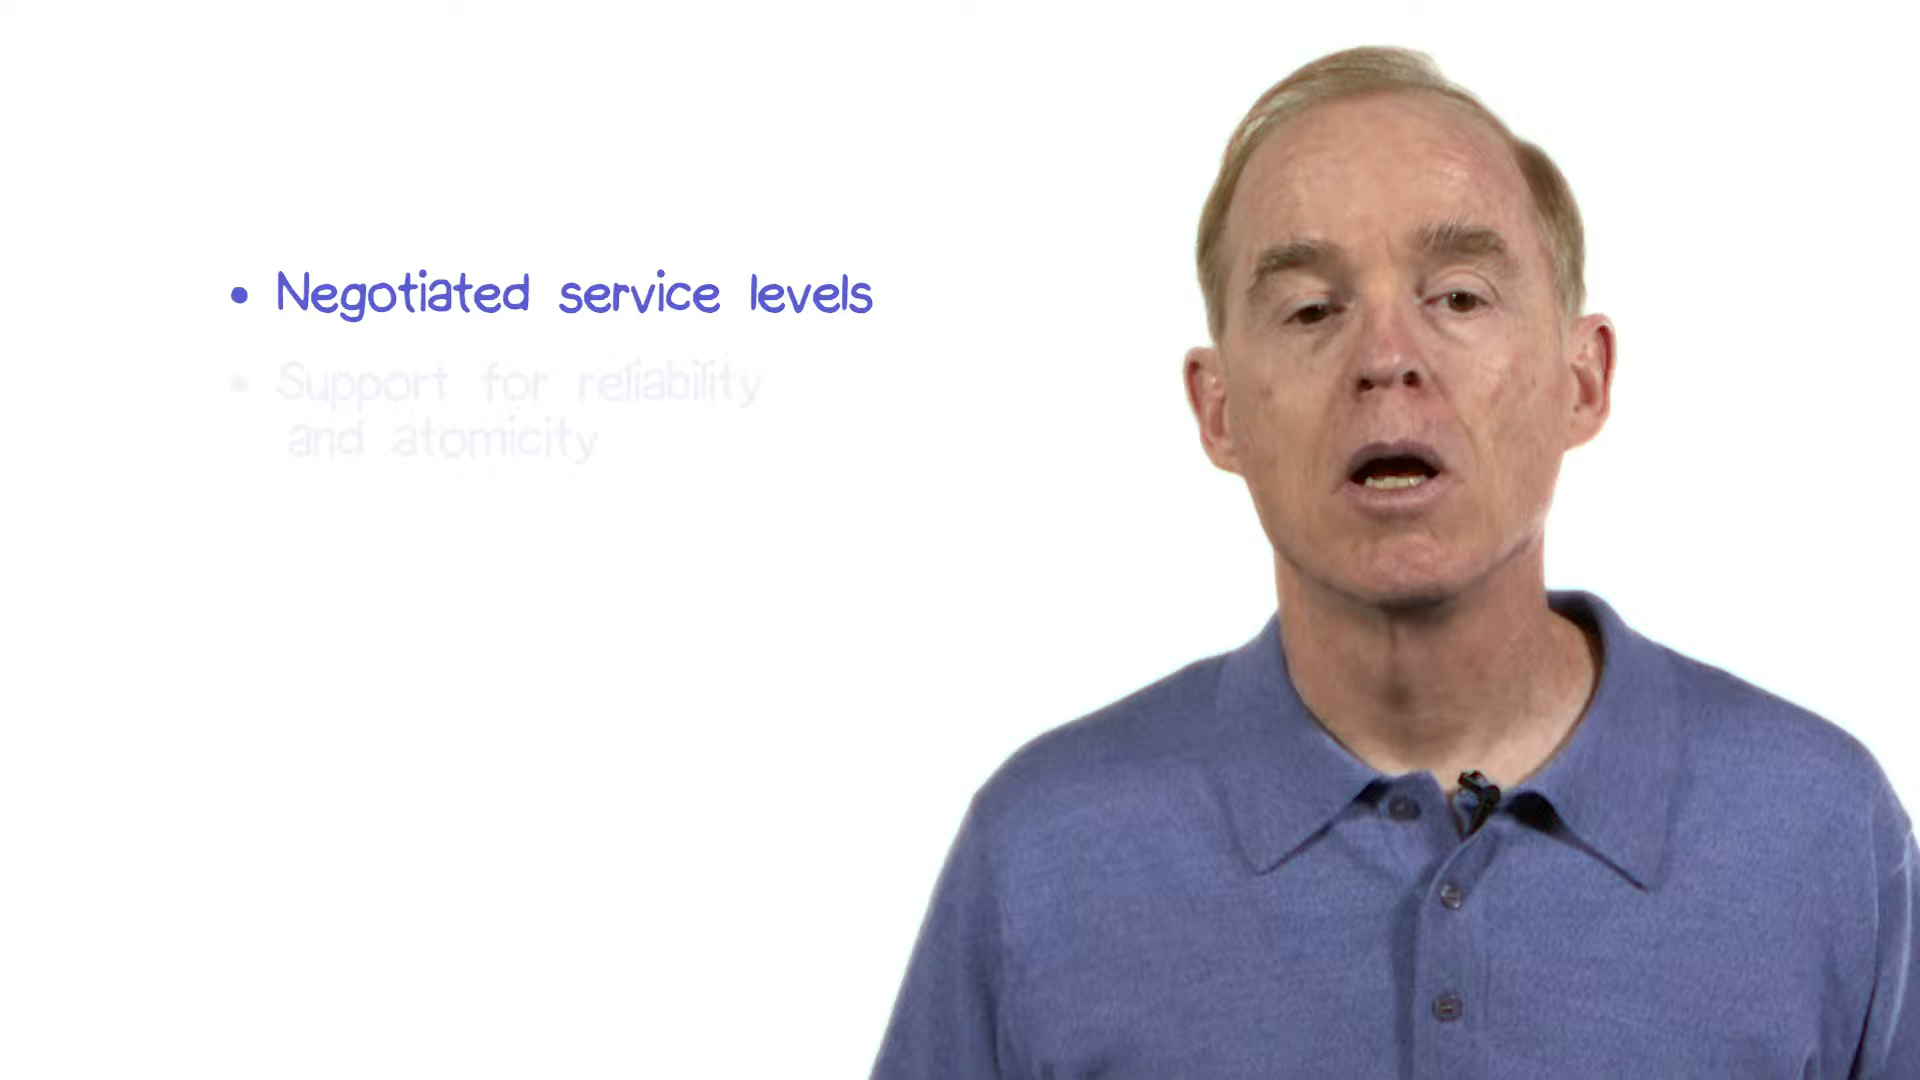 • Negotiated service levels
• Support for reliability
and atomicity